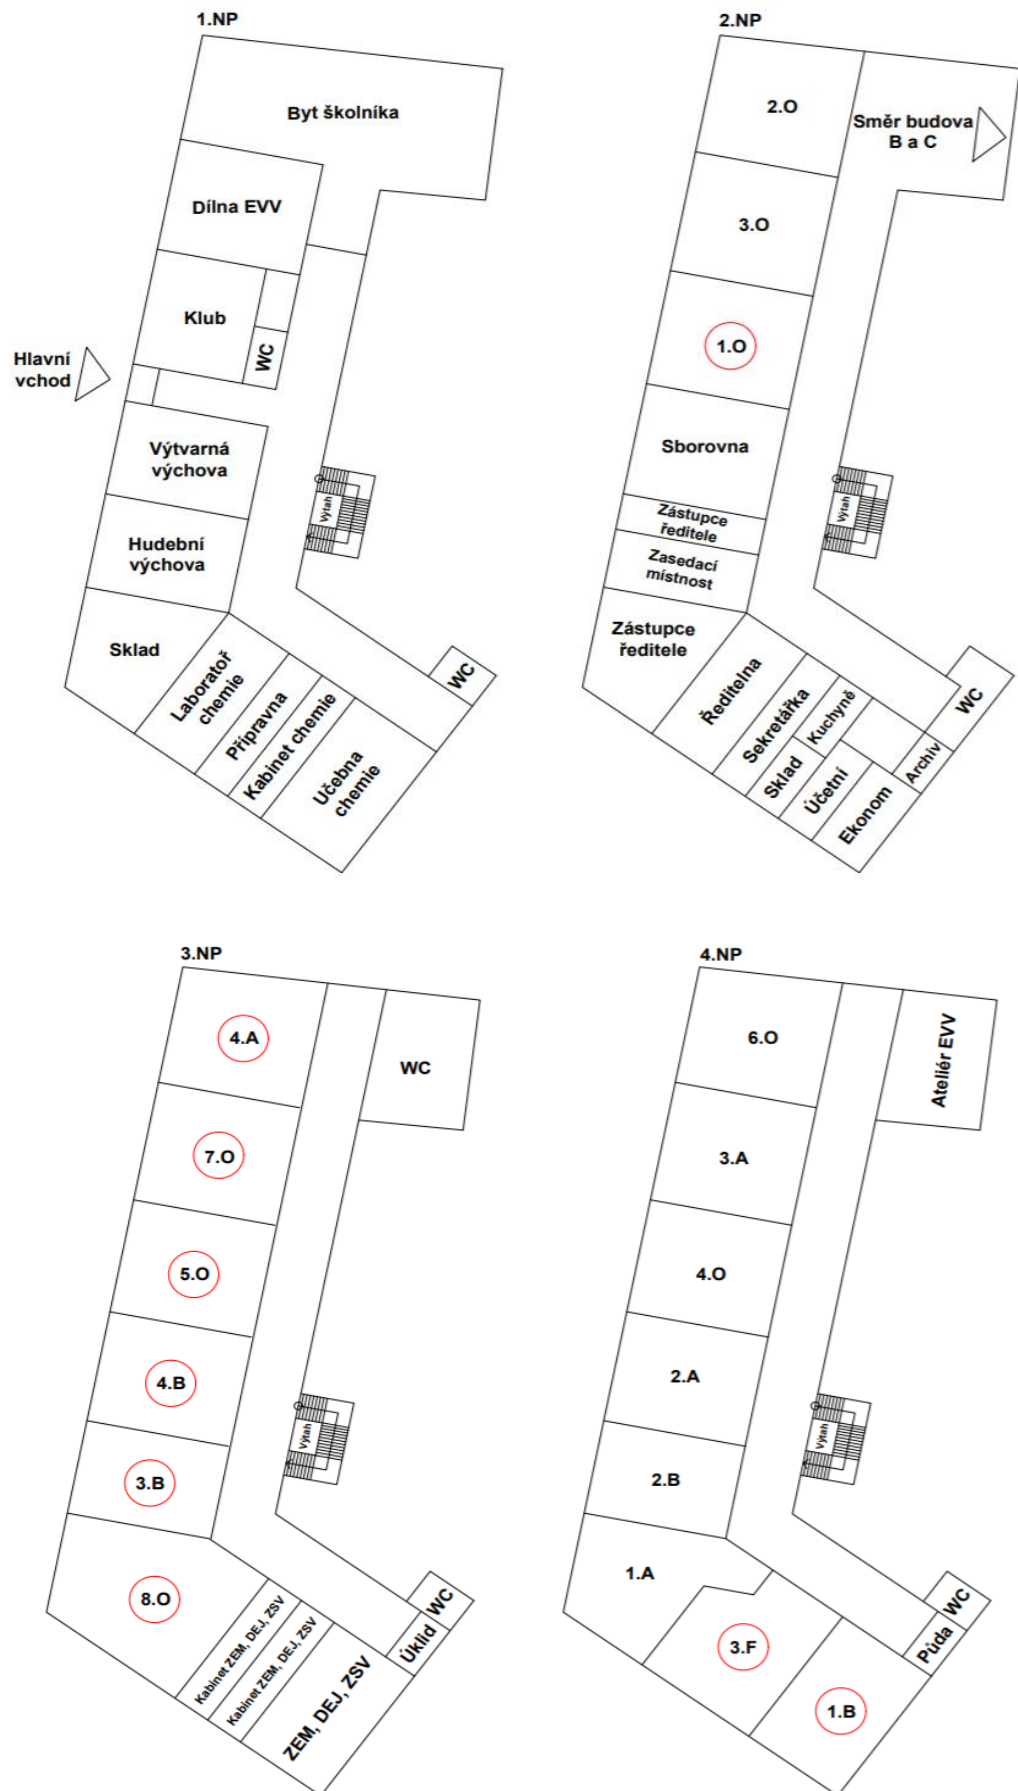 1.NP
Byt školníka
Dílna EVV
Klub
WC
Hlavní
vchod
Výtvarná
výchova
Výtah
Hudební
výchova
Sklad
Laboratoř
chemie
Přípravna
Kabinet chemie
Učebna
chemie
WC
2.NP
2.O
Směr budova
B a C
3.O
1.O
Sborovna
Zástupce
ředitele
Výtah
Zasedací
místnost
Zástupce
ředitele
Ředitelna
Sekretářka
Kuchyně
Sklad
Účetní
Ekonom
Archiv
WC
3.NP
4.A
WC
7.O
5.O
4.B
Výtah
3.B
8.O
Kabinet ZEM, DEJ, ZSV
Kabinet ZEM, DEJ, ZSV
ZEM, DEJ, ZSV
Úklid
WC
4.NP
6.O
Ateliér EVV
3.A
4.O
2.A
Výtah
2.B
1.A
3.F
1.B
Půda
WC